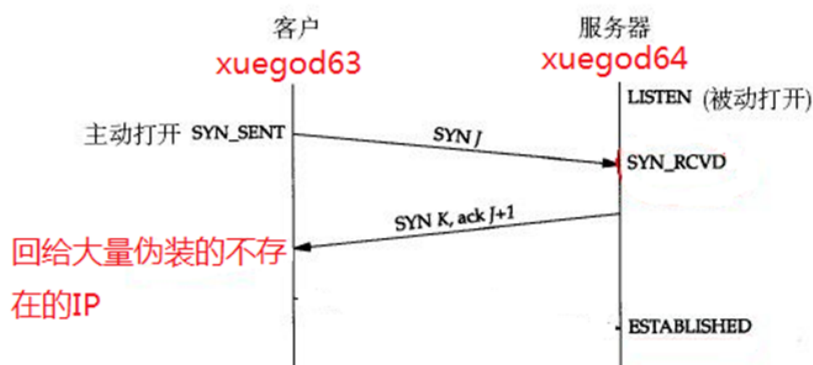 客户
服务器
xuegod63
xuegod64
LISTEN (被动打开)
主动打开 SYN_SENT
SYN J
SYN_RCVD
SYN K, ack J+1
回给大量伪装的不存
在的IP
ESTABLISHED